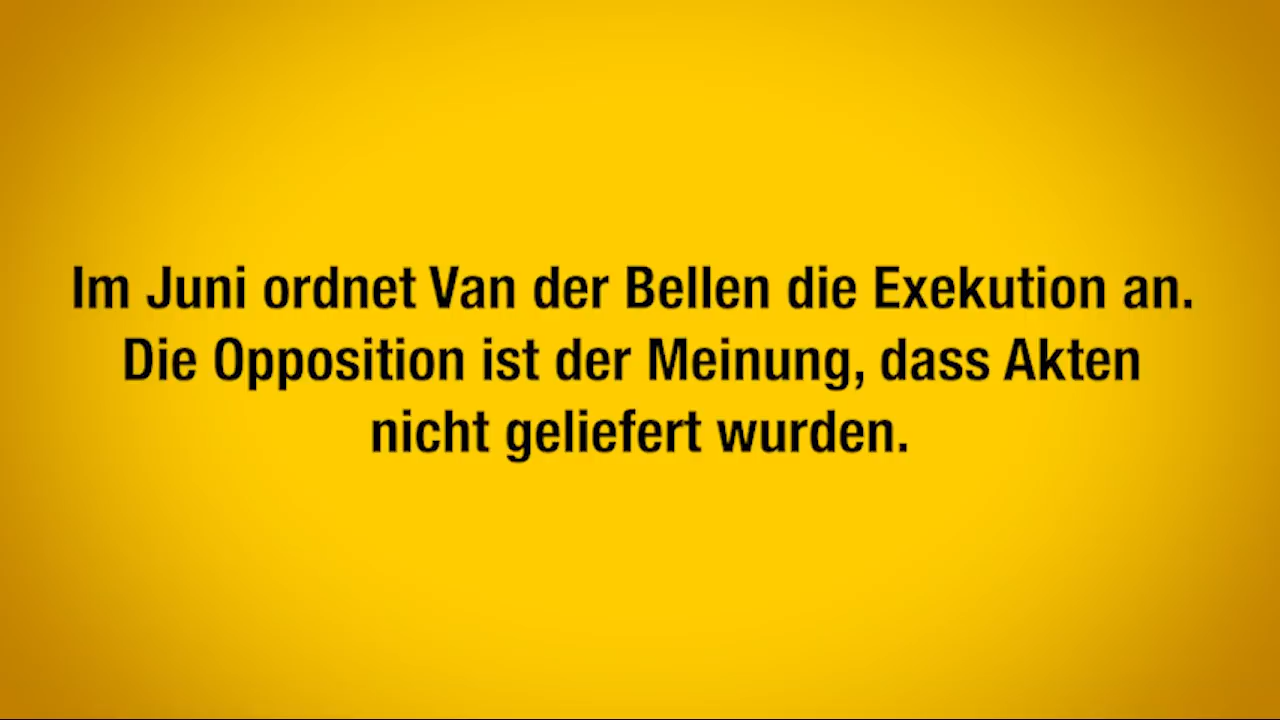 Im Juni ordnet Van der Bellen die Exekution an.
Die Opposition ist der Meinung, dass Akten
nicht geliefert wurden.